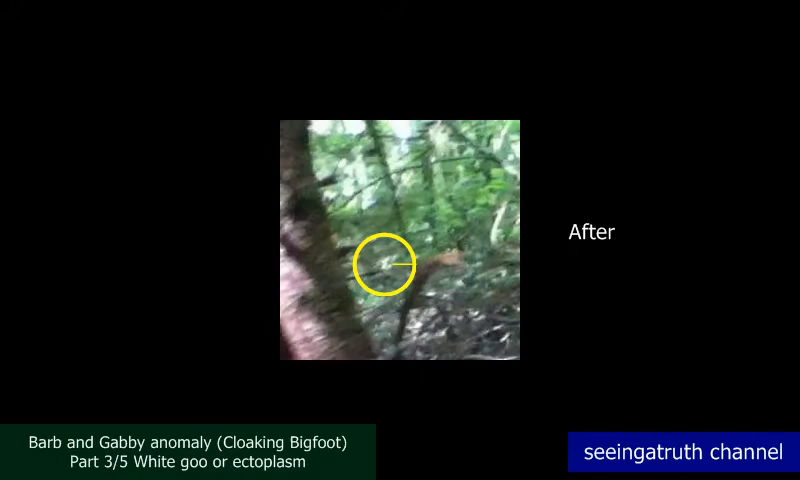 After
Barb and Gabby anomaly (Cloaking Bigfoot)
Part 3/5 White goo or ectoplasm
seeingatruth channel